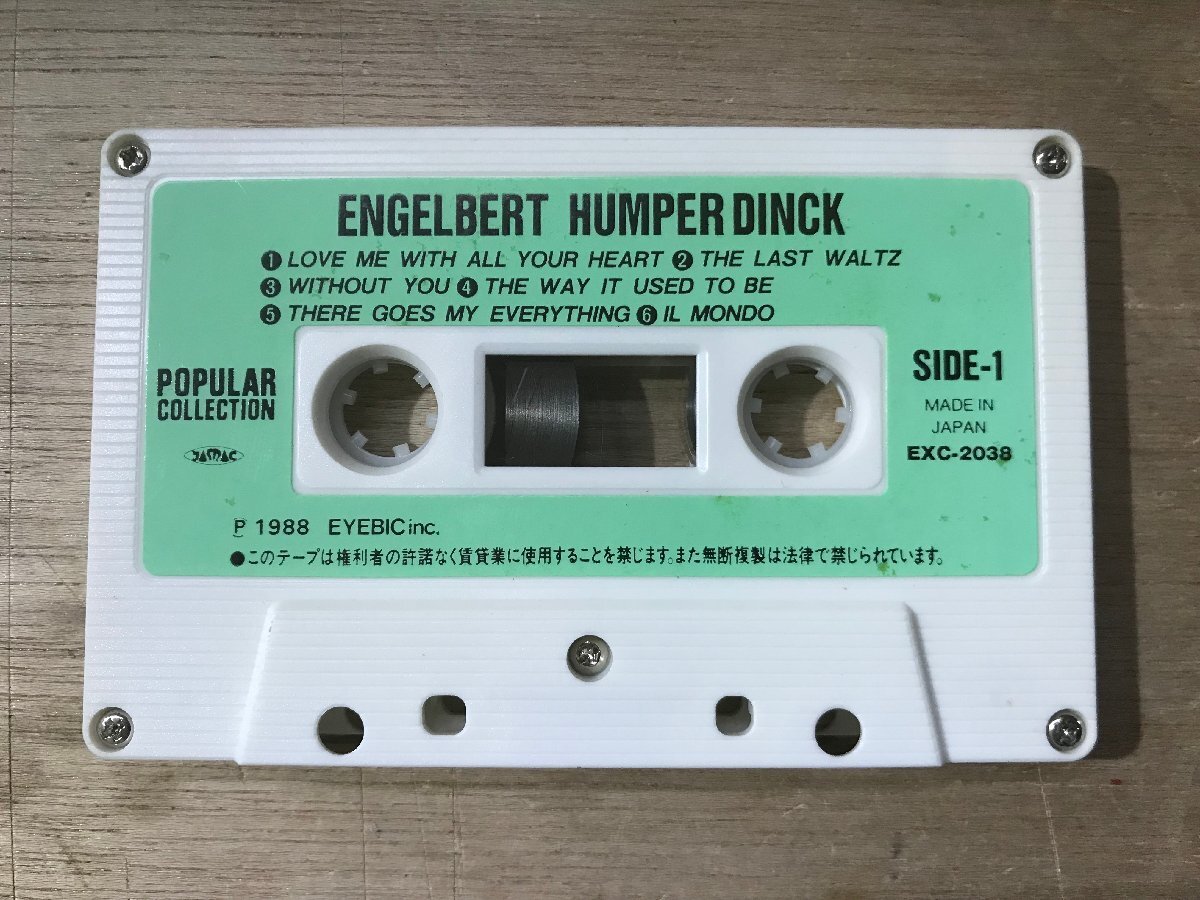 ENGELBERT HUMPERDINCK
❶ LOVE ME WITH ALL YOUR HEART ❷ THE LAST WALTZ
❸ WITHOUT YOU ❹ THE WAY IT USED TO BE
❺ THERE GOES MY EVERYTHING ❻ IL MONDO
POPULAR
COLLECTION
SIDE-1
MADE IN
JAPAN
EXC-2038
Ⓟ 1988 EYEBIC inc.
●このテープは権利者の許諾なく賃貸業に使用することを禁じます。また無断複製は法律で禁じられています。